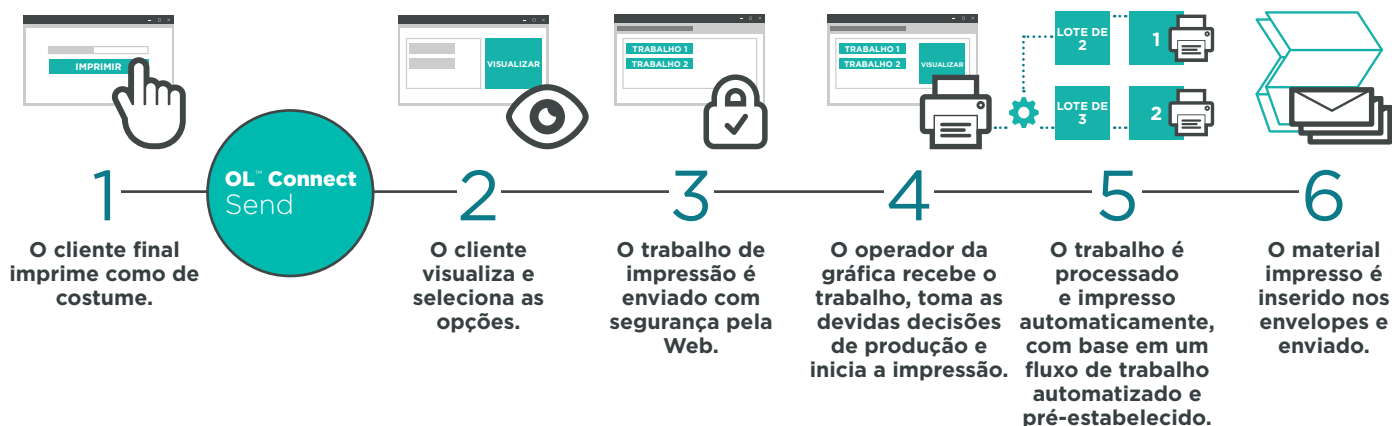 IMPRIMIR
VISUALIZAR
TRABALHO 1
TRABALHO 2
TRABALHO 1
TRABALHO 2
VISUALIZAR
LOTE DE
2
1
LOTE DE
3
2
1
OL™ Connect
Send
2
3
4
5
6
O cliente final
imprime como de
costume.
O cliente
visualiza e
seleciona as
opções.
O trabalho de
impressão é
enviado com
segurança pela
Web.
O operador da
gráfica recebe o
trabalho, toma as
devidas decisões
de produção e
inicia a impressão.
O trabalho é
processado
e impresso
automaticamente,
com base em um
fluxo de trabalho
automatizado e
pré-estabelecido.
O material
impresso é
inserido nos
envelopes e
enviado.